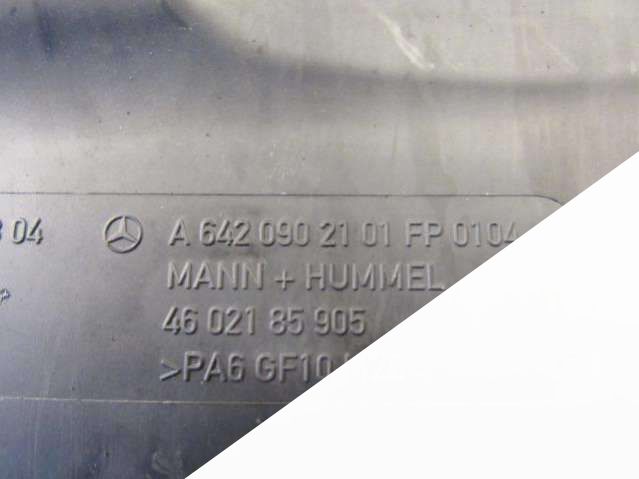 04 A 642 090 21 01 FP 0104
MANN + HUMMEL
46 021 85 905
>PA6 GF10